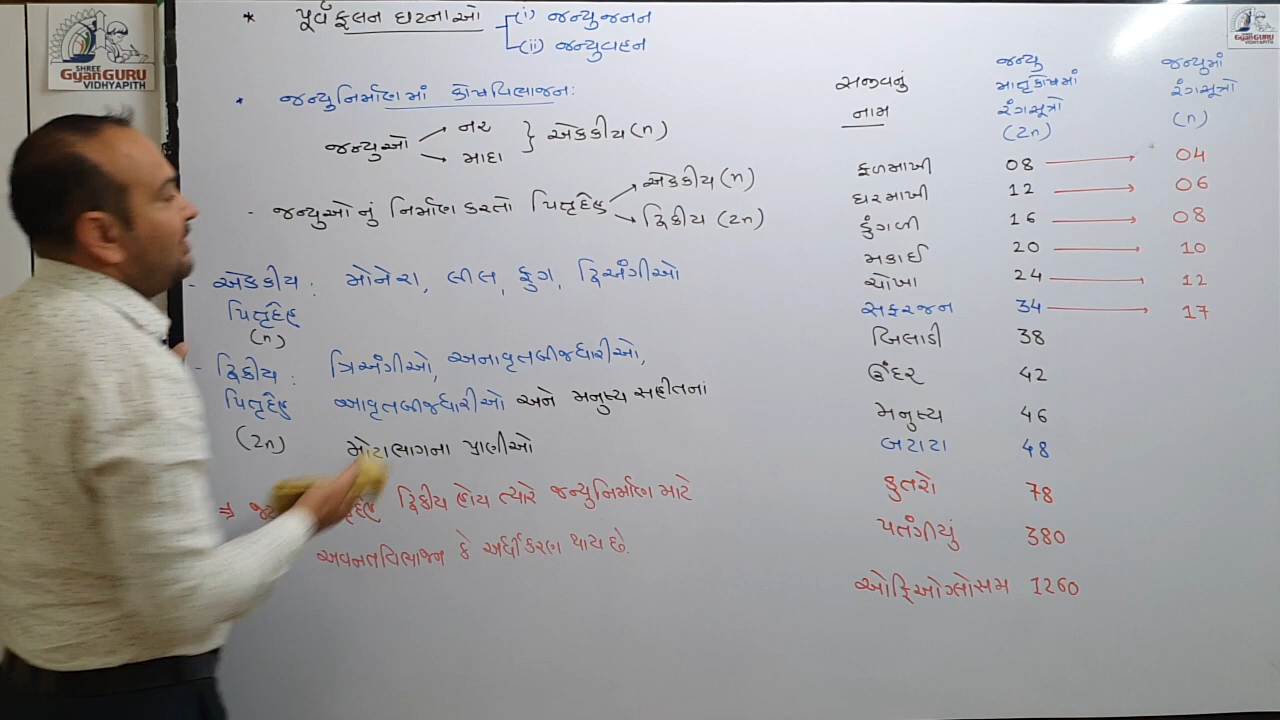 SHREE
GyanGURU
VIDHYAPITH
SHREE
GyanGURU
VIDHYAPITH
* પૂર્વ ફલન ઘટનાઓ
(i) જન્યુજનન
(ii) જન્યુવહન
* જન્યુનિર્માણમાં કોષવિભાજન:
જન્યુઓ → નર
→ માદા
} એકકીય (n)
- જન્યુઓનું નિર્માણ કરતો પિતૃદેહ → એકકીય (n)
→ દ્વિકીય (2n)
- એકકીય : મોનેરા, લીલ, ફુગ, દ્વિઅંગીઓ
પિતૃદેહ
(n)
- દ્વિકીય : ત્રિઅંગીઓ, અનાવૃતબીજધારીઓ,
પિતૃદેહ આવૃતબીજધારીઓ અને મનુષ્ય સહીતનાં
(2n) મોટાભાગના પ્રાણીઓ
⇒ દ્વિકીય હોય ત્યારે જન્યુનિર્માણ માટે
અવનતવિભાજન કે અર્ધીકરણ થાય છે.
સજીવનું
નામ
જન્યુ
માતૃકોષમાં
રંગસૂત્રો
(2n)
જન્યુમાં
રંગસૂત્રો
(n)
ફળમાખી 08 → 04
ઘરમાખી 12 → 06
ડુંગળી 16 → 08
મકાઈ 20 → 10
ચોખા 24 → 12
સફરજન 34 → 17
બિલાડી 38
ઉંદર 42
મનુષ્ય 46
બટાટા 48
કુતરો 78
પતંગીયું 380
ઓફિઓગ્લોસમ 1260